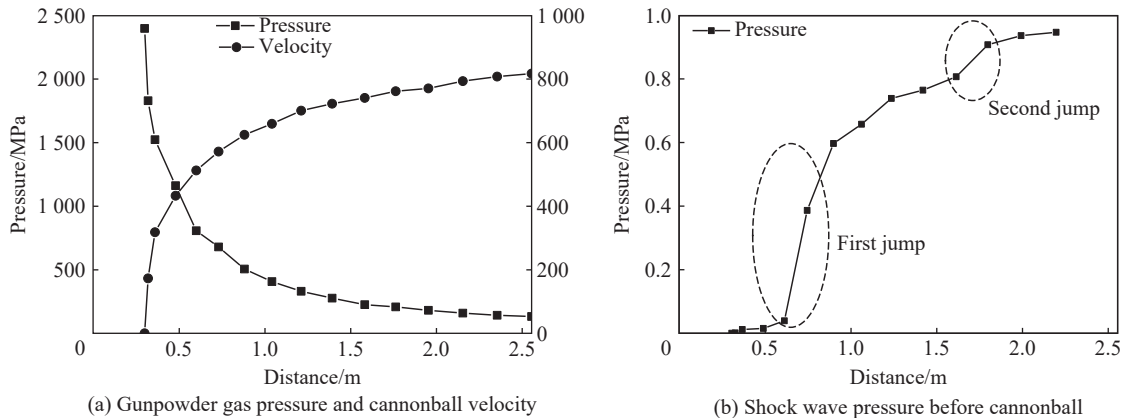 2 500
2 000
1 500
1 000
500
0
Pressure/MPa
Pressure
Velocity
1 000
800
600
400
200
0
0.5
1.0
1.5
2.0
2.5
Distance/m
(a) Gunpowder gas pressure and cannonball velocity
1.0
0.8
0.6
0.4
0.2
0
Pressure/MPa
Pressure
Second jump
First jump
0.5
1.0
1.5
2.0
2.5
Distance/m
(b) Shock wave pressure before cannonball